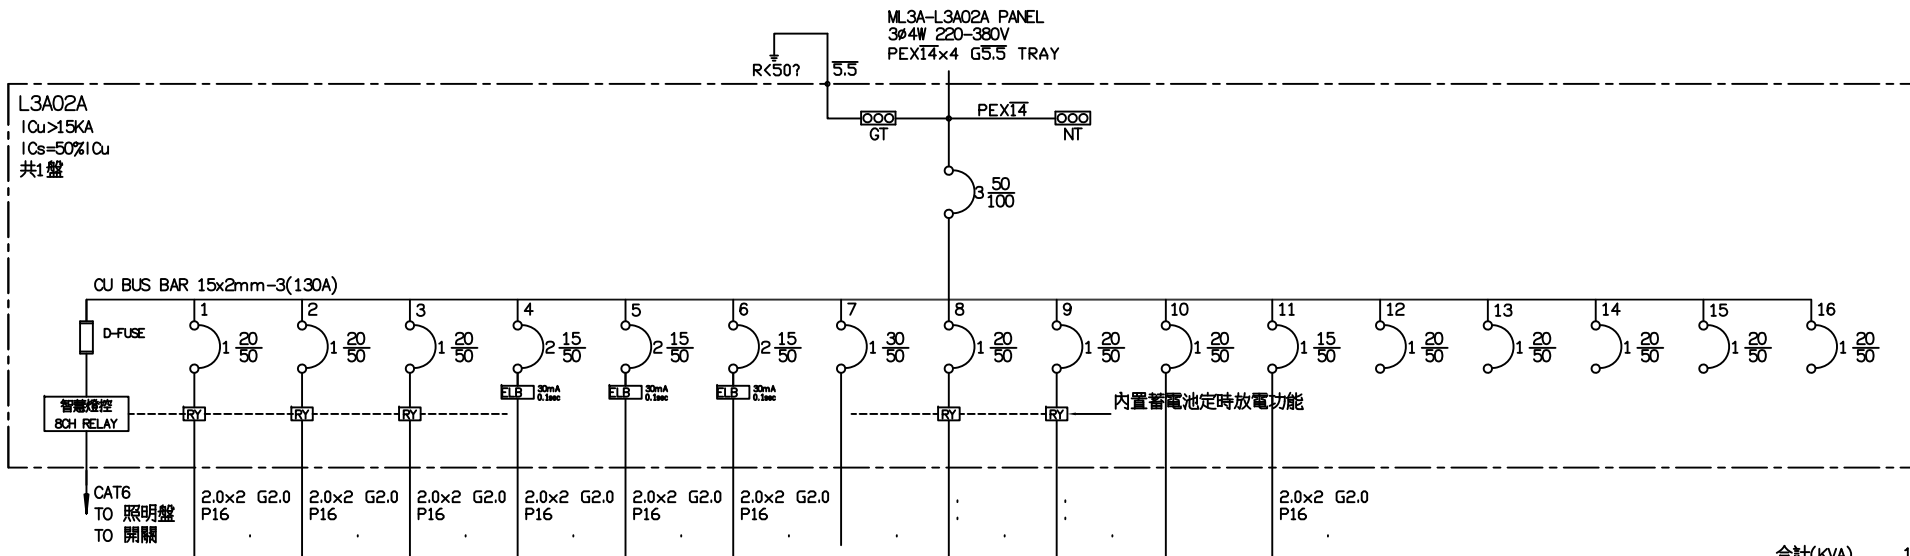 ML3A-L3A02A PANEL
3ø4W 220-380V
PEX14x4 G5.5 TRAY
R<50?
5.5
PEX14
GT
NT
L3A02A
ICu>15KA
ICs=50%ICu
共1盤
3 50
100
CU BUS BAR 15x2mm-3(130A)
1 2 3 4 5 6 7 8 9 10 11 12 13 14 15 16
D-FUSE
1 20 50
1 20 50
1 20 50
2 15 50
2 15 50
2 15 50
1 30 50
1 20 50
1 20 50
1 20 50
1 15 50
1 20 50
1 20 50
1 20 50
1 20 50
1 20 50
ELB 30mA 0.1sec
ELB 30mA 0.1sec
ELB 30mA 0.1sec
智慧燈控
8CH RELAY
RY RY RY RY RY
內置蓄電池定時放電功能
CAT6
TO 照明盤
TO 開關
2.0x2 G2.0
P16
2.0x2 G2.0
P16
2.0x2 G2.0
P16
2.0x2 G2.0
P16
2.0x2 G2.0
P16
2.0x2 G2.0
P16
2.0x2 G2.0
P16
合計(KVA)